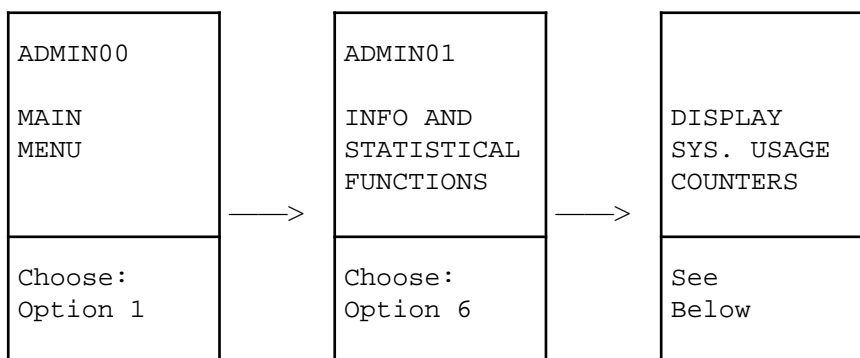 ADMIN00
MAIN
MENU
Choose:
Option 1
——>
ADMIN01
INFO AND
STATISTICAL
FUNCTIONS
Choose:
Option 6
——>
DISPLAY
SYS. USAGE
COUNTERS
See
Below